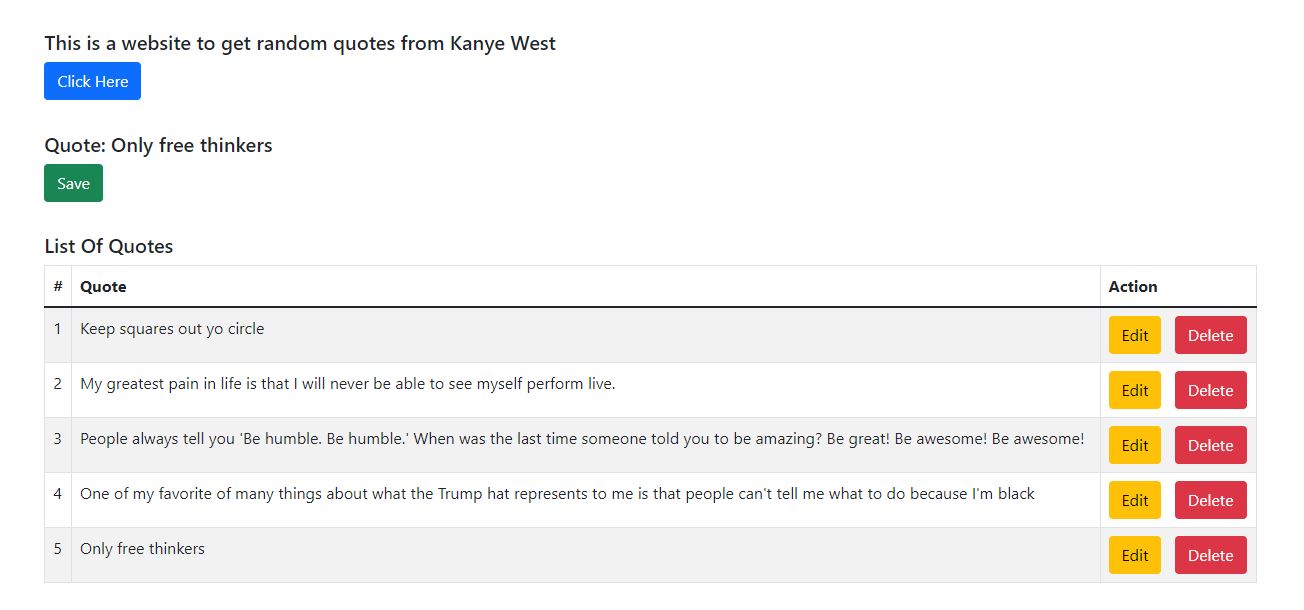 This is a website to get random quotes from Kanye West
Click Here
Quote: Only free thinkers
Save
List Of Quotes
# Quote Action
1 Keep squares out yo circle Edit Delete
2 My greatest pain in life is that I will never be able to see myself perform live. Edit Delete
3 People always tell you 'Be humble. Be humble.' When was the last time someone told you to be amazing? Be great! Be awesome! Be awesome! Edit Delete
4 One of my favorite of many things about what the Trump hat represents to me is that people can't tell me what to do because I'm black Edit Delete
5 Only free thinkers Edit Delete